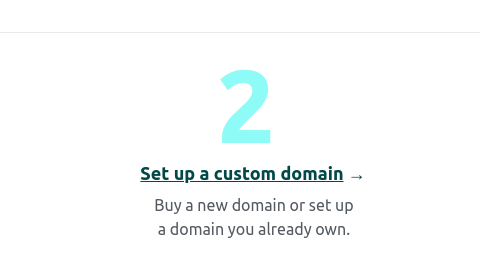 2
Set up a custom domain →
Buy a new domain or set up
a domain you already own.